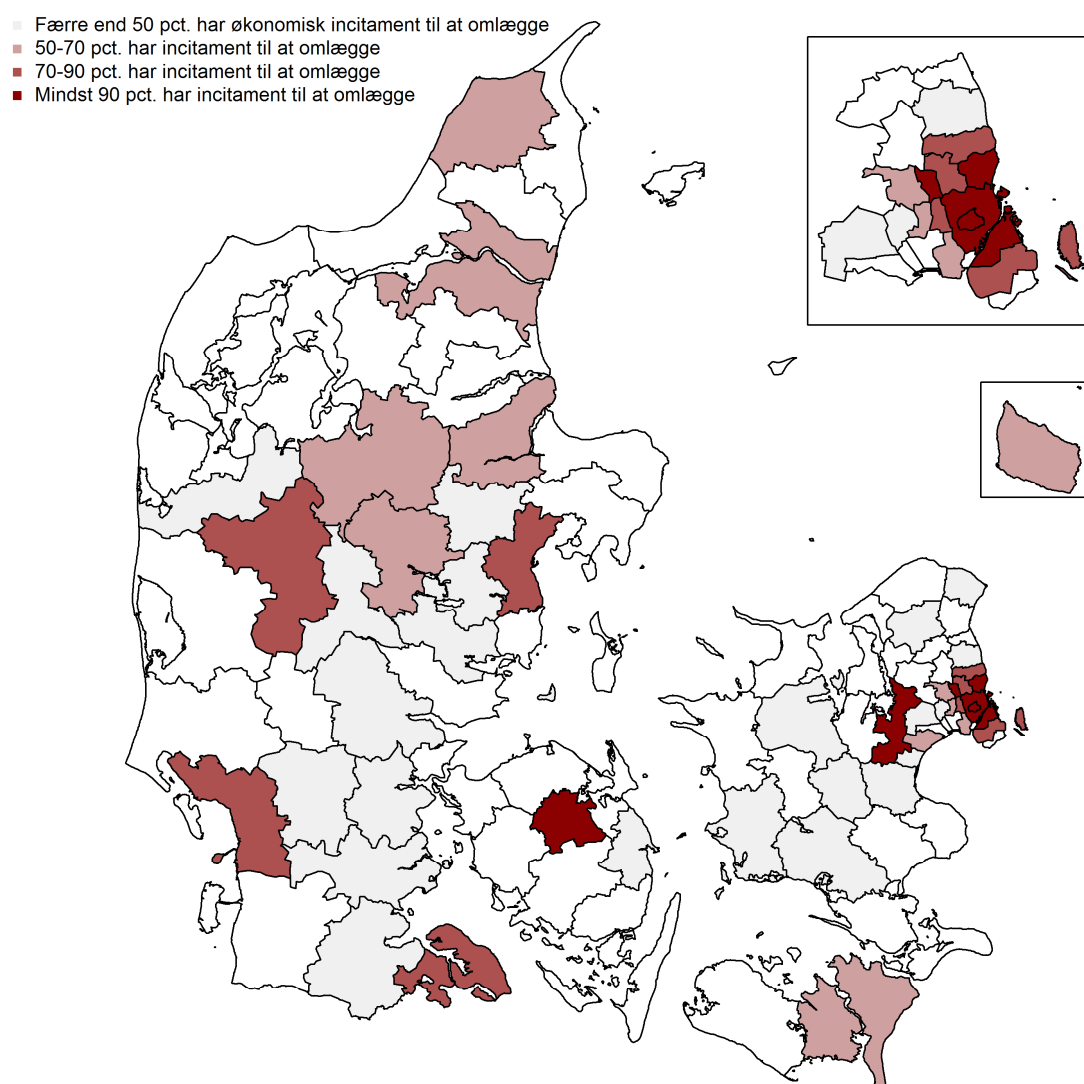 Færre end 50 pct. har økonomisk incitament til at omlægge
50-70 pct. har incitament til at omlægge
70-90 pct. har incitament til at omlægge
Mindst 90 pct. har incitament til at omlægge